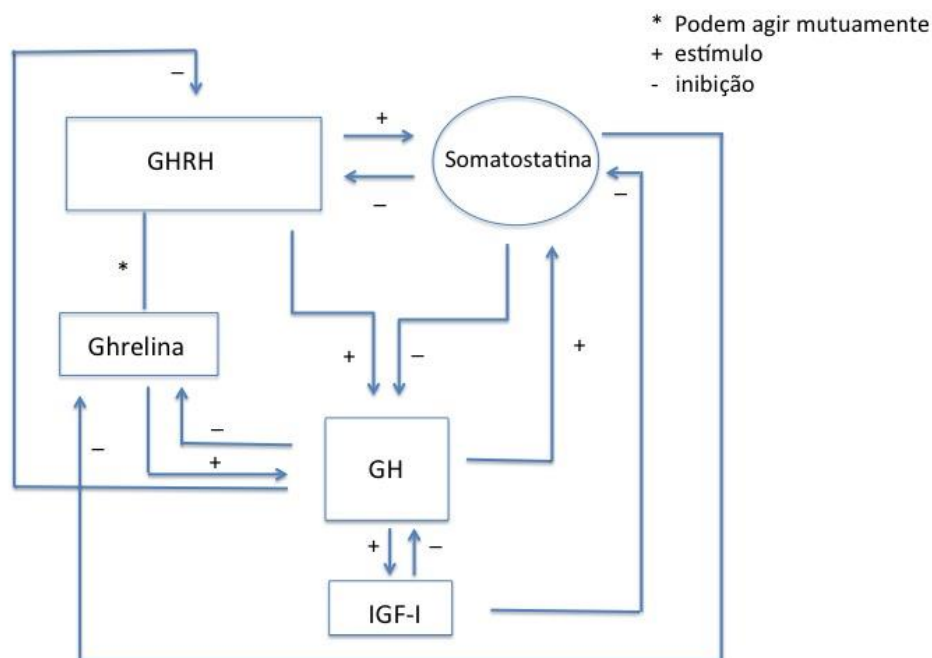 * Podem agir mutuamente
+ estímulo
- inibição
–
+
GHRH
Somatostatina
–
–
*
Ghrelina
+
–
+
–
–
+
GH
+
–
IGF-I